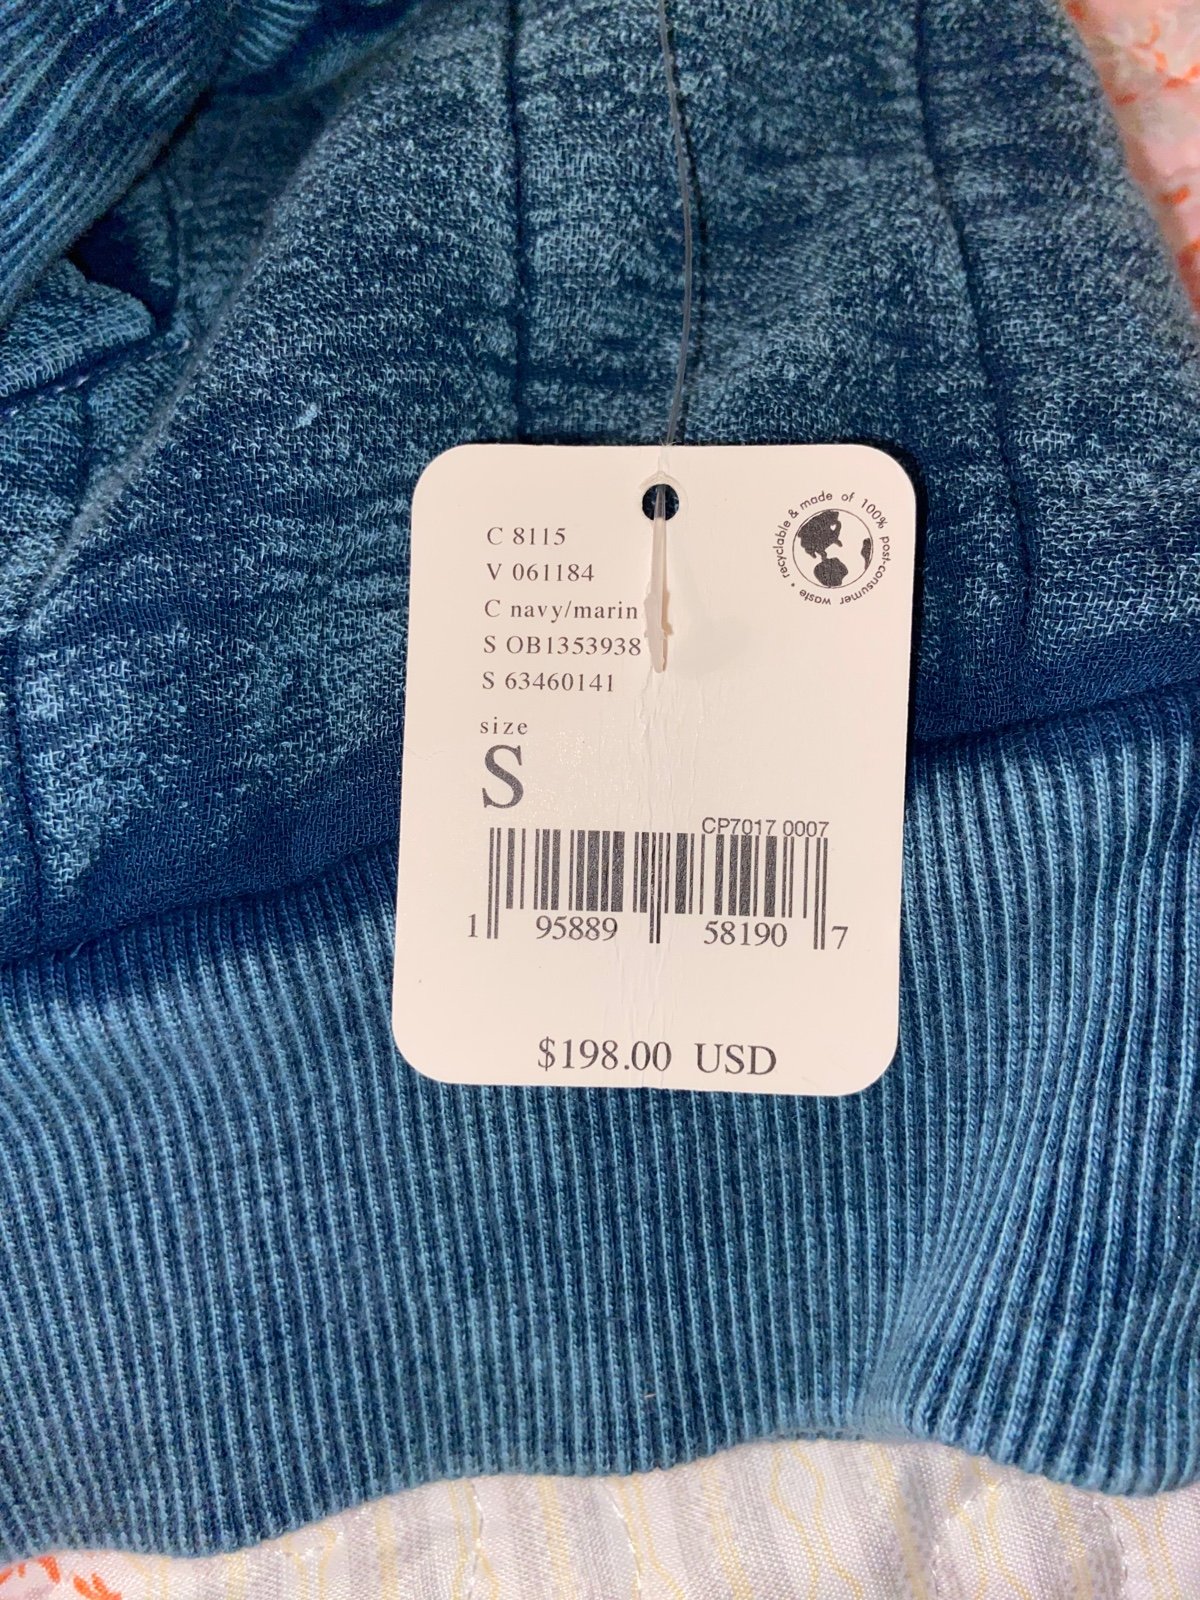 C 8115
V 061184
C navy/marin
S OB1353938
S 63460141
recyclable & made of 100% post-consumer waste •
size
S
CP7017 0007
1 95889 58190 7
$198.00 USD